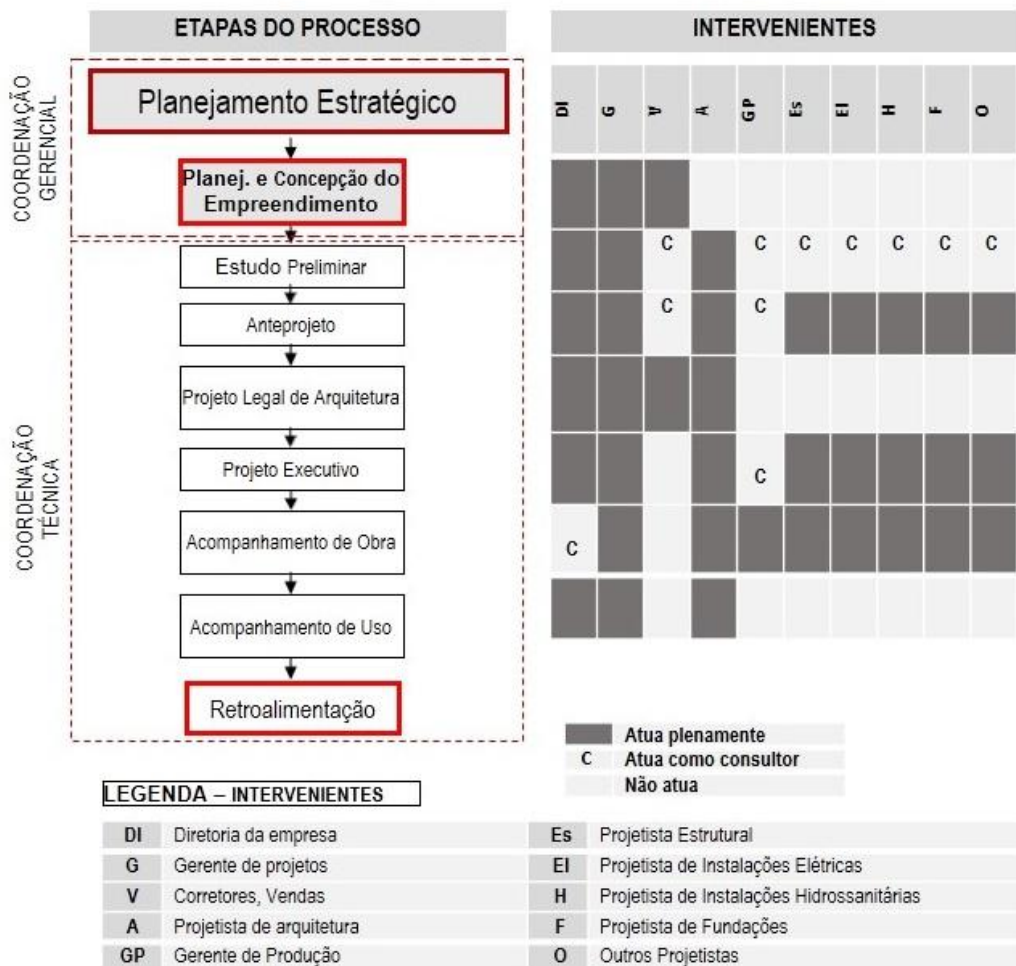 ETAPAS DO PROCESSO
INTERVENIENTES
COORDENAÇÃO
GERENCIAL
Planejamento Estratégico
DI G V A GP Es EI H F O
Planej. e Concepção do
Empreendimento
Estudo Preliminar
C C C C C C C
Anteprojeto
C C
Projeto Legal de Arquitetura
COORDENAÇÃO
TÉCNICA
Projeto Executivo
C
Acompanhamento de Obra
C
Acompanhamento de Uso
Retroalimentação
Atua plenamente
C Atua como consultor
Não atua
LEGENDA – INTERVENIENTES
DI Diretoria da empresa
Es Projetista Estrutural
G Gerente de projetos
EI Projetista de Instalações Elétricas
V Corretores, Vendas
H Projetista de Instalações Hidrossanitárias
A Projetista de arquitetura
F Projetista de Fundações
GP Gerente de Produção
O Outros Projetistas